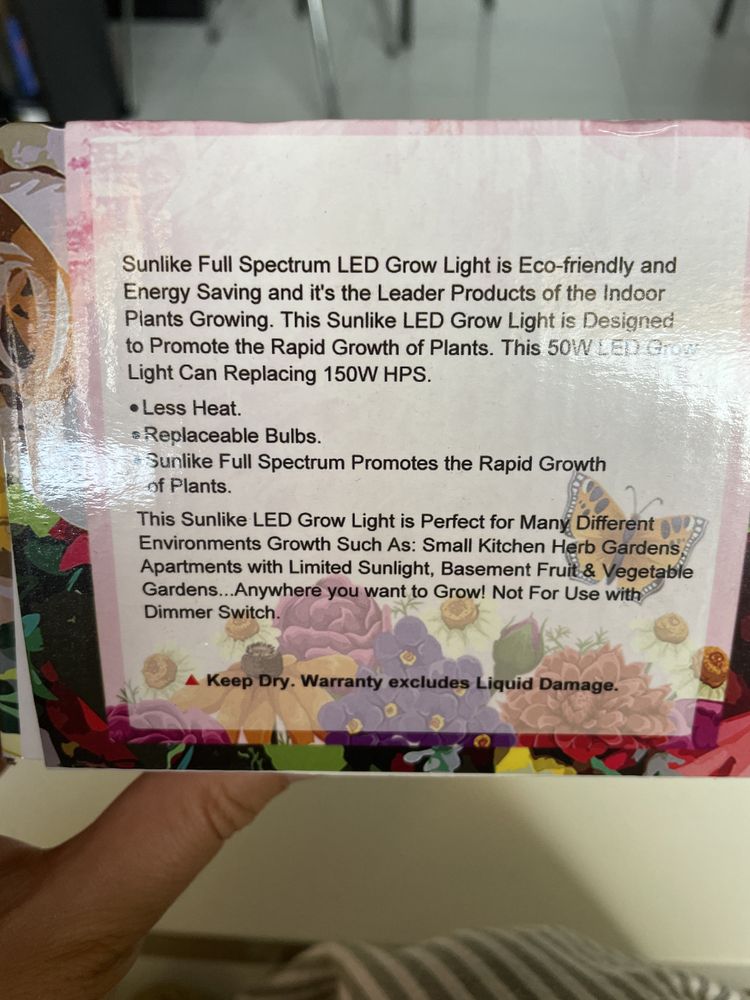 Sunlike Full Spectrum LED Grow Light is Eco-friendly and
Energy Saving and it's the Leader Products of the Indoor
Plants Growing. This Sunlike LED Grow Light is Designed
to Promote the Rapid Growth of Plants. This 50W LED Grow
Light Can Replacing 150W HPS.
•Less Heat.
•Replaceable Bulbs.
•Sunlike Full Spectrum Promotes the Rapid Growth
of Plants.
This Sunlike LED Grow Light is Perfect for Many Different
Environments Growth Such As: Small Kitchen Herb Gardens,
Apartments with Limited Sunlight, Basement Fruit & Vegetable
Gardens...Anywhere you want to Grow! Not For Use with
Dimmer Switch.
▲ Keep Dry. Warranty excludes Liquid Damage.